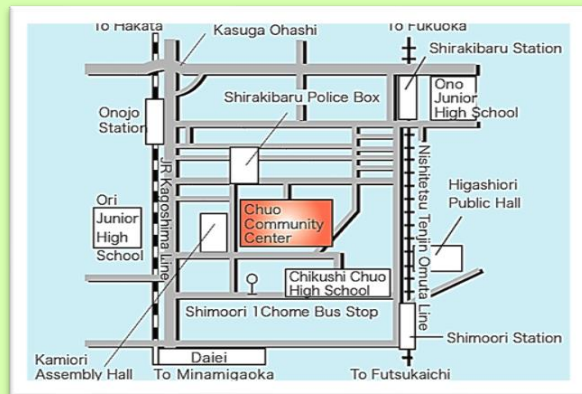 To Hakata
Kasuga Ohashi
To Fukuoka
Shirakibaru Station
Shirakibaru Police Box
Ono
Junior
High School
Onojo
Station
JR Kagoshima Line
Nishitetsu Tenjin Omuta Line
Higashiori
Public Hall
Ori
Junior
High
School
Chuo
Community
Center
Chikushi Chuo
High School
Shimoori 1Chome Bus Stop
Shimoori Station
Kamiori
Assembly Hall
Daiei
To Minamigaoka
To Futsukaichi